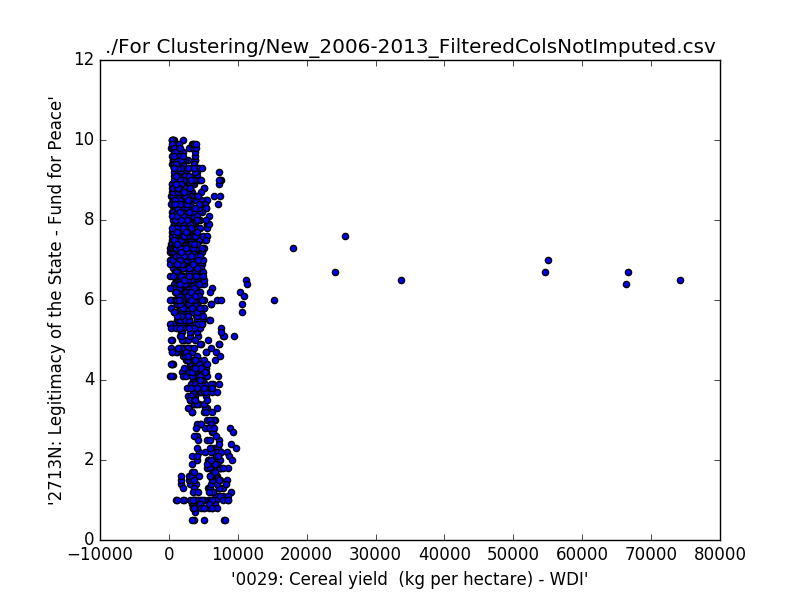 ./For Clustering/New_2006-2013_FilteredColsNotImputed.csv
12
10
8
6
4
2
0
'2713N: Legitimacy of the State - Fund for Peace'
−10000 0 10000 20000 30000 40000 50000 60000 70000 80000
'0029: Cereal yield  (kg per hectare) - WDI'